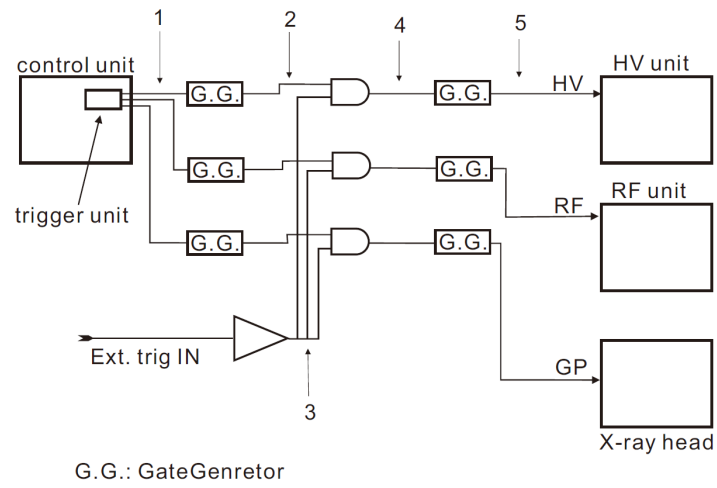 1
2
4
5
control unit
HV unit
G.G.
G.G.
HV
G.G.
G.G.
RF unit
trigger unit
RF
G.G.
G.G.
Ext. trig IN
GP
3
X-ray head
G.G.: GateGenretor